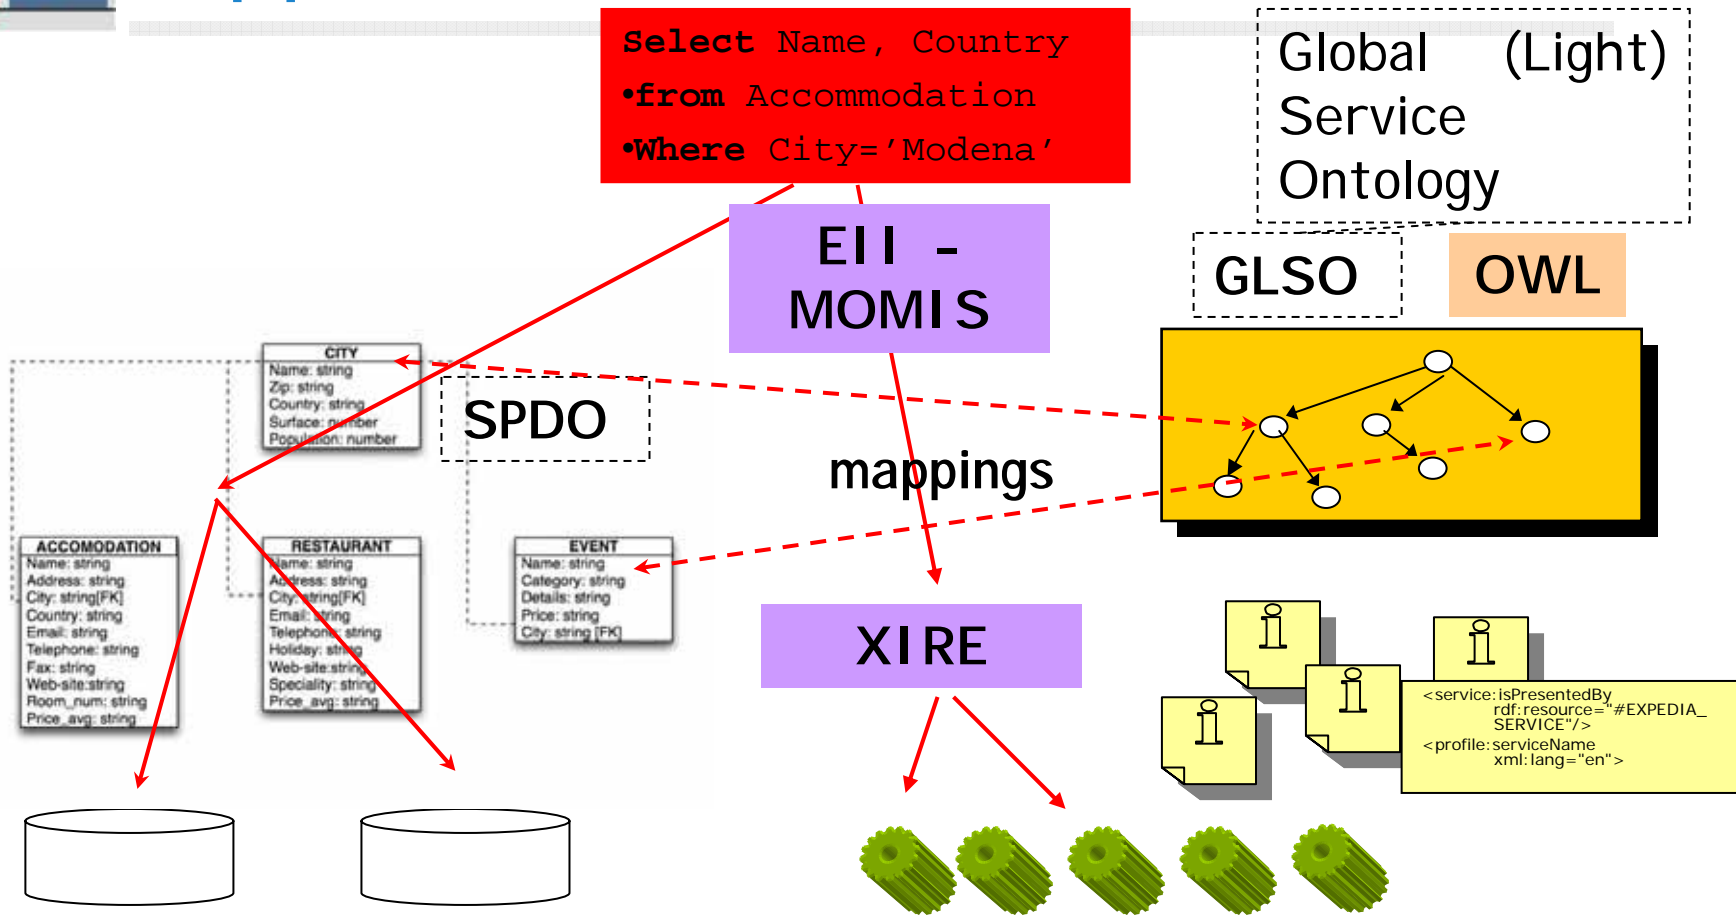 Select Name, Country
•from Accommodation
•Where City='Modena'
Global (Light)
Service
Ontology
EII -
MOMIS
GLSO
OWL
CITY
Name: string
Zip: string
Country: string
Surface: number
Population: number
SPDO
mappings
ACCOMODATION
Name: string
Address: string
City: string[FK]
Country: string
Email: string
Telephone: string
Fax: string
Web-site:string
Room_num: string
Price_avg: string
RESTAURANT
Name: string
Address: string
City: string[FK]
Email: string
Telephone: string
Holiday: string
Web-site:string
Speciality: string
Price_avg: string
EVENT
Name: string
Category: string
Details: string
Price: string
City: string [FK]
XIRE
i
i
i
i
<service:isPresentedBy
rdf:resource="#EXPEDIA_
SERVICE"/>
<profile:serviceName
xml:lang="en">